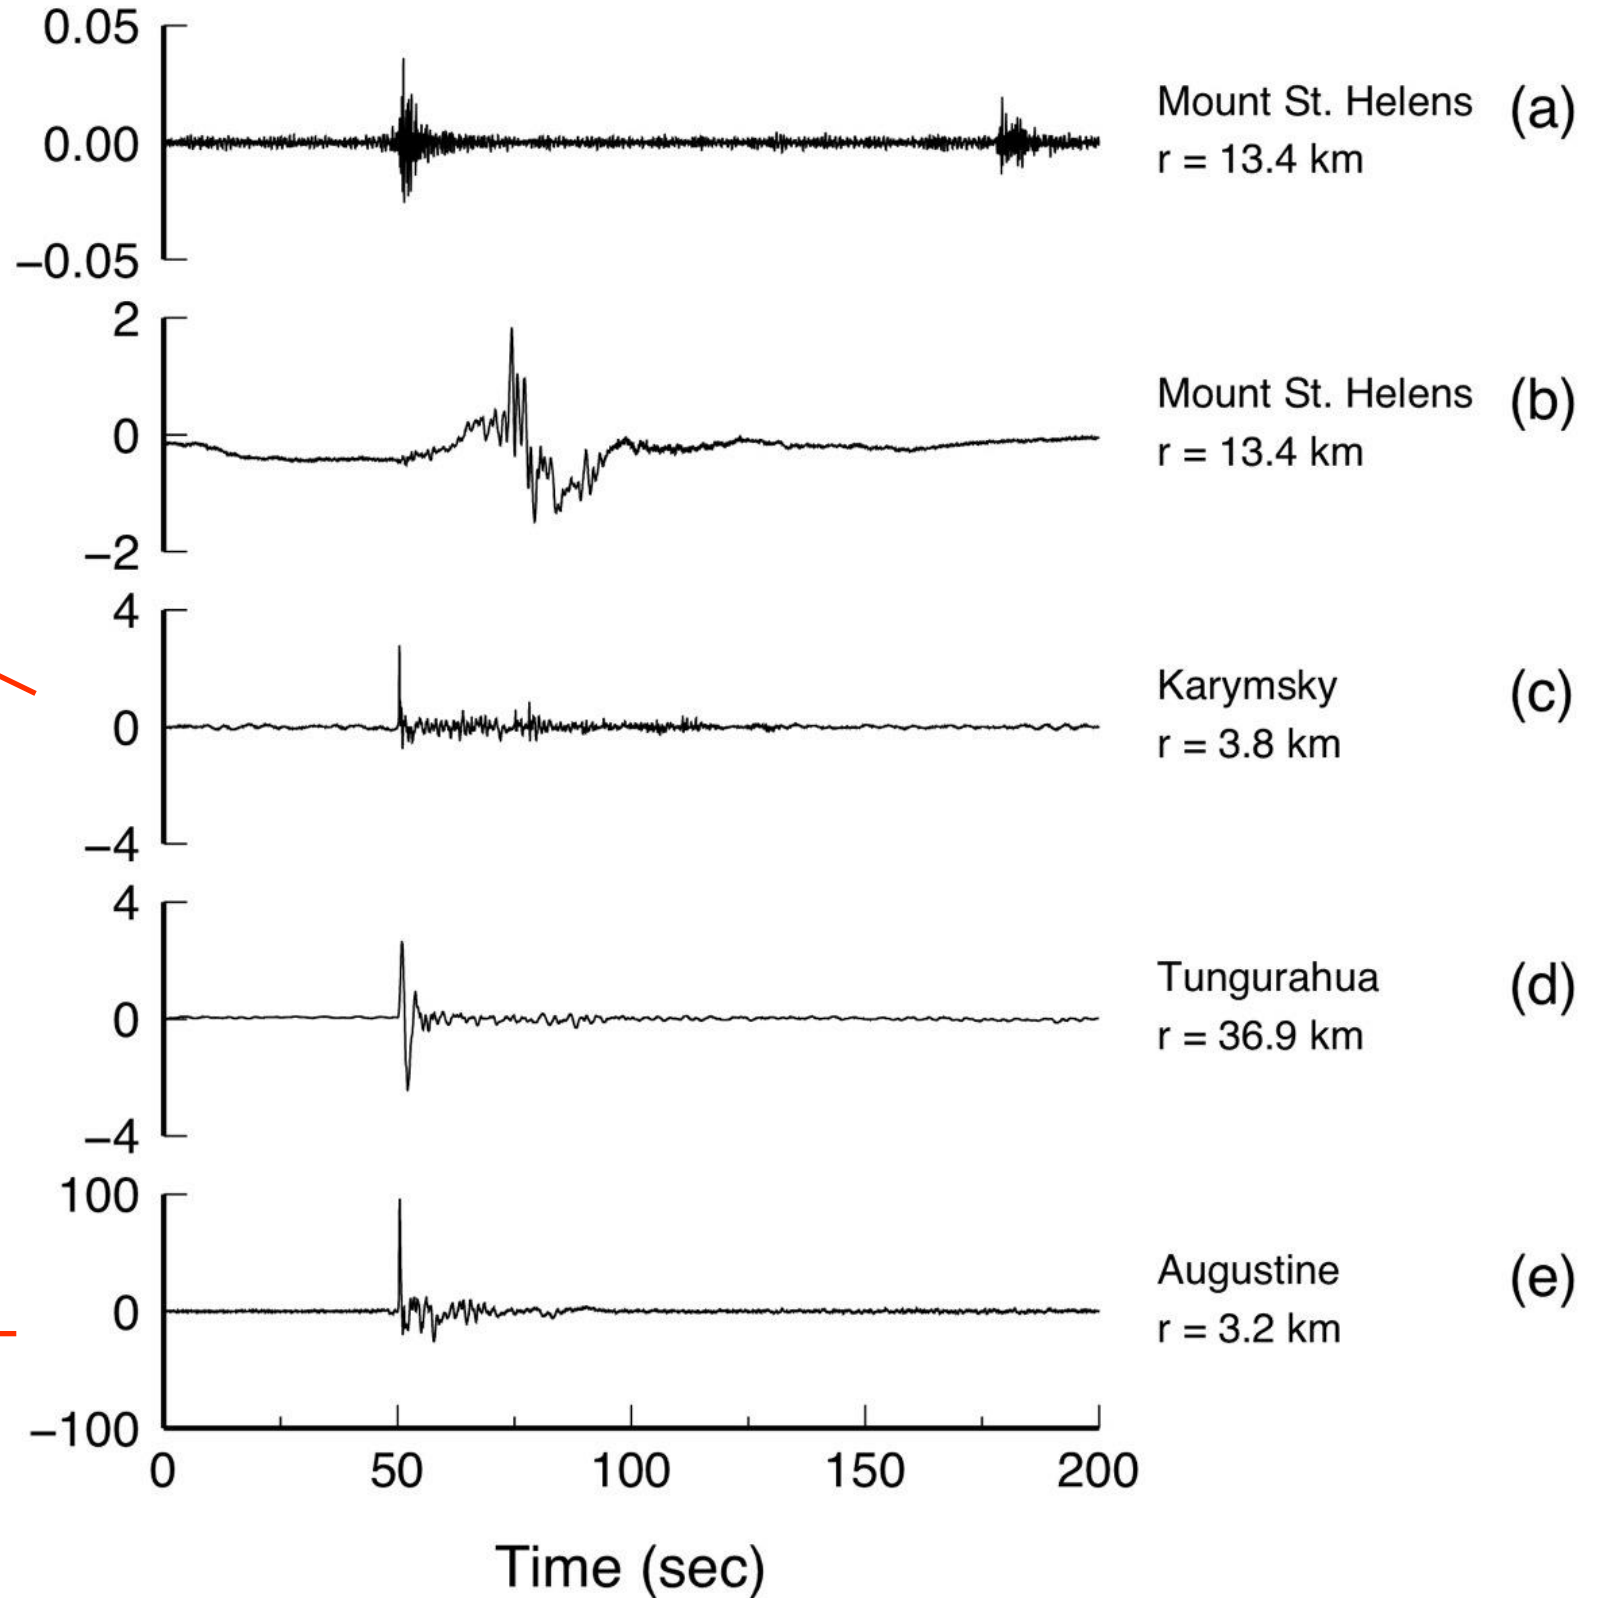 0.05
0.00
−0.05
Mount St. Helens (a)
r = 13.4 km
2
0
−2
Mount St. Helens (b)
r = 13.4 km
4
0
−4
Karymsky (c)
r = 3.8 km
4
0
−4
Tungurahua (d)
r = 36.9 km
100
0
−100
Augustine (e)
r = 3.2 km
0 50 100 150 200
Time (sec)